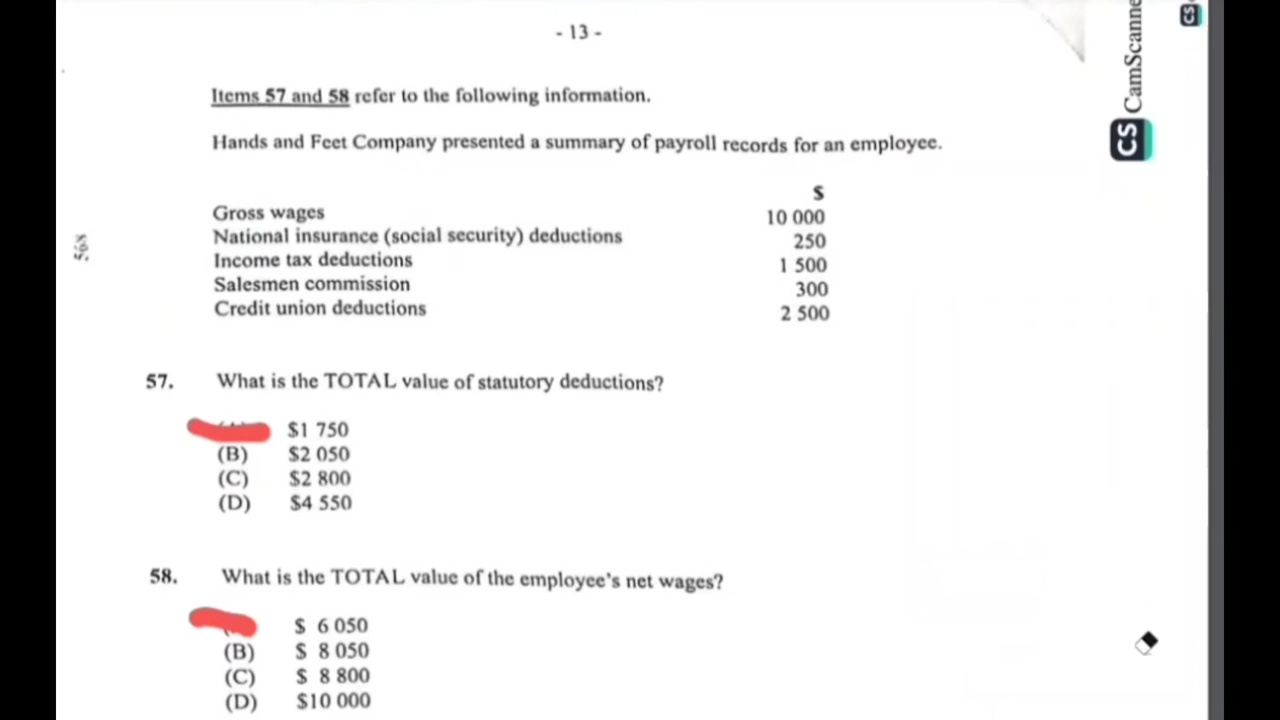 - 13 -
Items 57 and 58 refer to the following information.
Hands and Feet Company presented a summary of payroll records for an employee.
$
Gross wages 10 000
National insurance (social security) deductions 250
Income tax deductions 1 500
Salesmen commission 300
Credit union deductions 2 500
57. What is the TOTAL value of statutory deductions?
$1 750
(B) $2 050
(C) $2 800
(D) $4 550
58. What is the TOTAL value of the employee's net wages?
$ 6 050
(B) $ 8 050
(C) $ 8 800
(D) $10 000
568
CS
CS